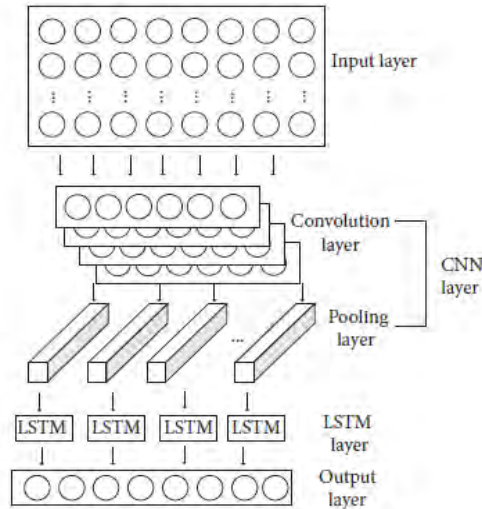 Input layer
Convolution
layer
CNN
layer
Pooling
layer
...
LSTM
LSTM
LSTM
LSTM
LSTM
layer
Output
layer